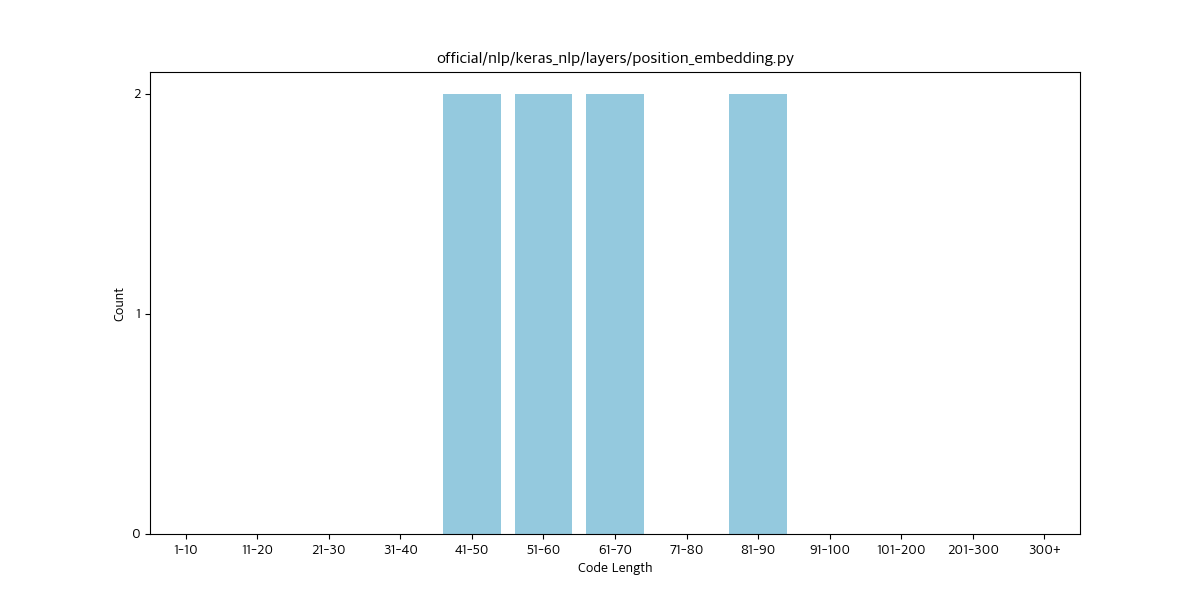 official/nlp/keras_nlp/layers/position_embedding.py
2
1
0
Count
1-10 11-20 21-30 31-40 41-50 51-60 61-70 71-80 81-90 91-100 101-200 201-300 300+
Code Length